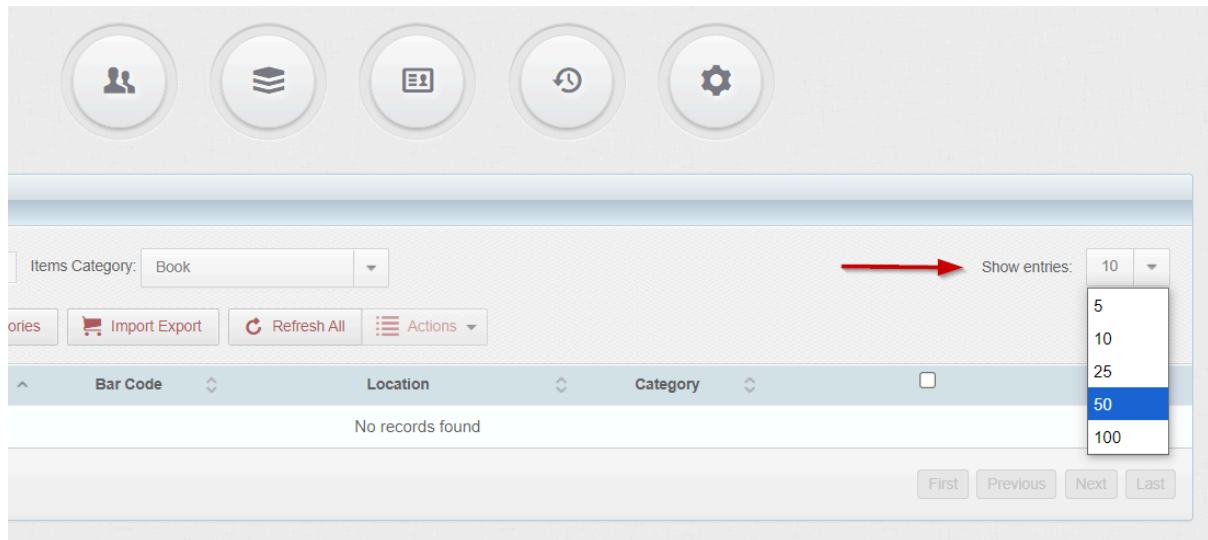 Items Category: Book Show entries: 10
5
ories Import Export Refresh All Actions
10
25
Bar Code Location Category
50
No records found
100
First Previous Next Last